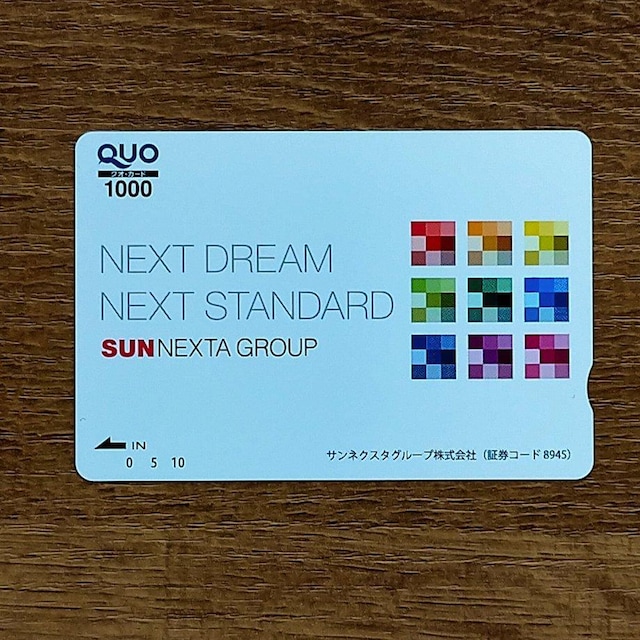 QUO
クオ・カード
1000
NEXT DREAM
NEXT STANDARD
SUNNEXTA GROUP
IN
0 5 10
サンネクスタグループ株式会社（証券コード 8945）